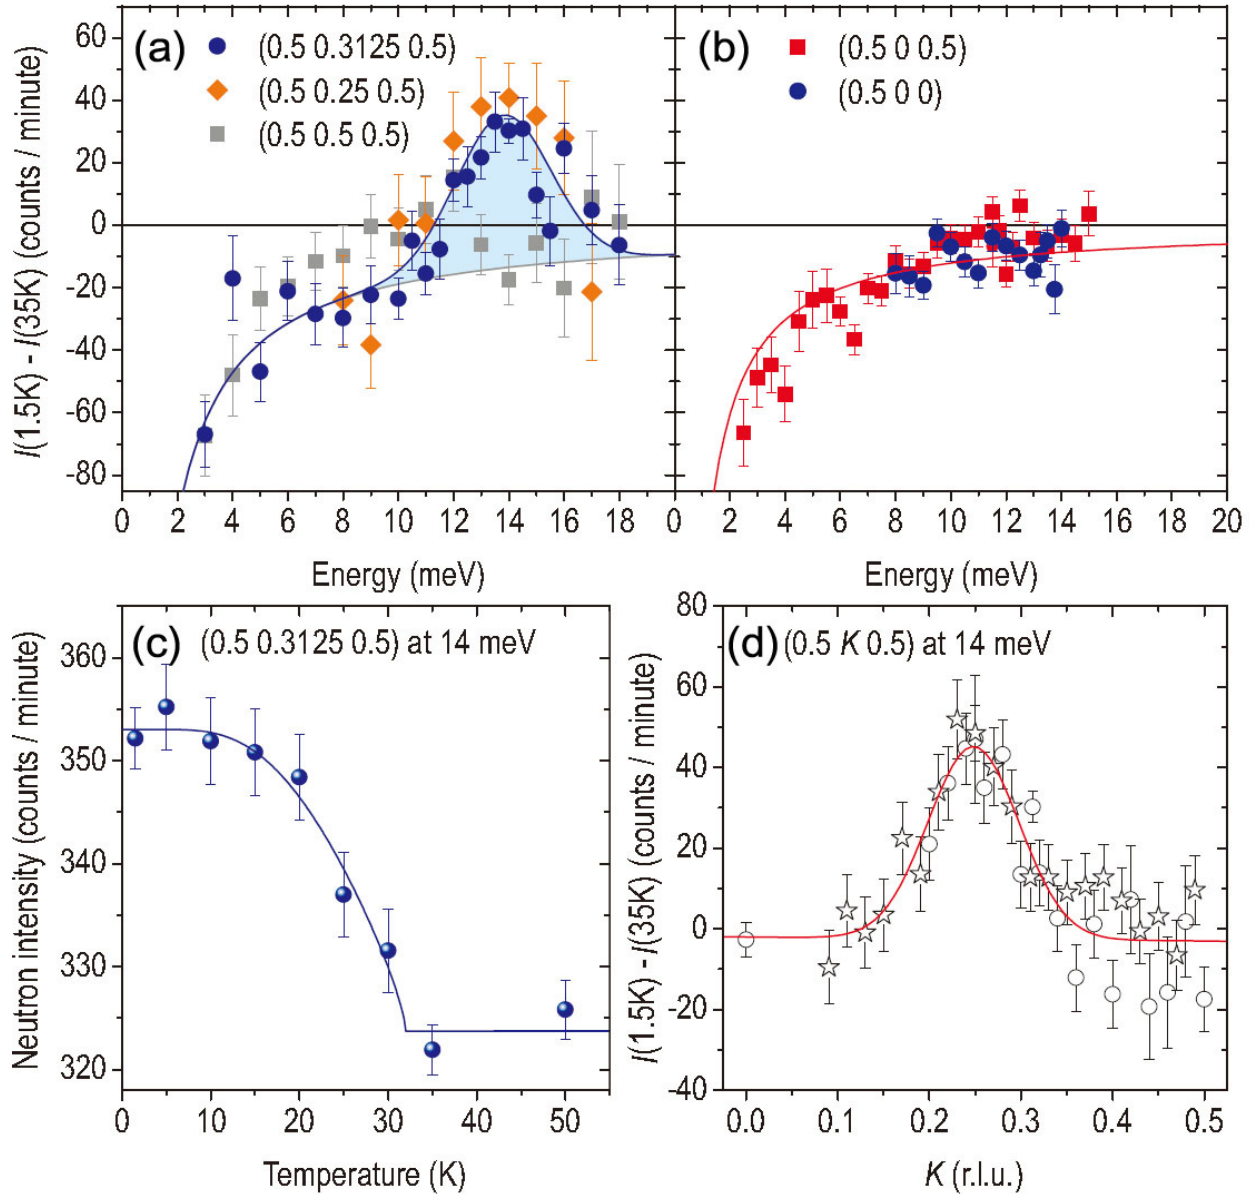 (a)
(0.5 0.3125 0.5)
(0.5 0.25 0.5)
(0.5 0.5 0.5)
60
40
20
0
-20
-40
-60
-80
I(1.5K) - I(35K) (counts / minute)
0 2 4 6 8 10 12 14 16 18
Energy (meV)
(b)
(0.5 0 0.5)
(0.5 0 0)
0 2 4 6 8 10 12 14 16 18 20
Energy (meV)
(c) (0.5 0.3125 0.5) at 14 meV
360
350
340
330
320
Neutron intensity (counts / minute)
0 10 20 30 40 50
Temperature (K)
(d) (0.5 K 0.5) at 14 meV
80
60
40
20
0
-20
-40
I(1.5K) - I(35K) (counts / minute)
0.0 0.1 0.2 0.3 0.4 0.5
K (r.l.u.)